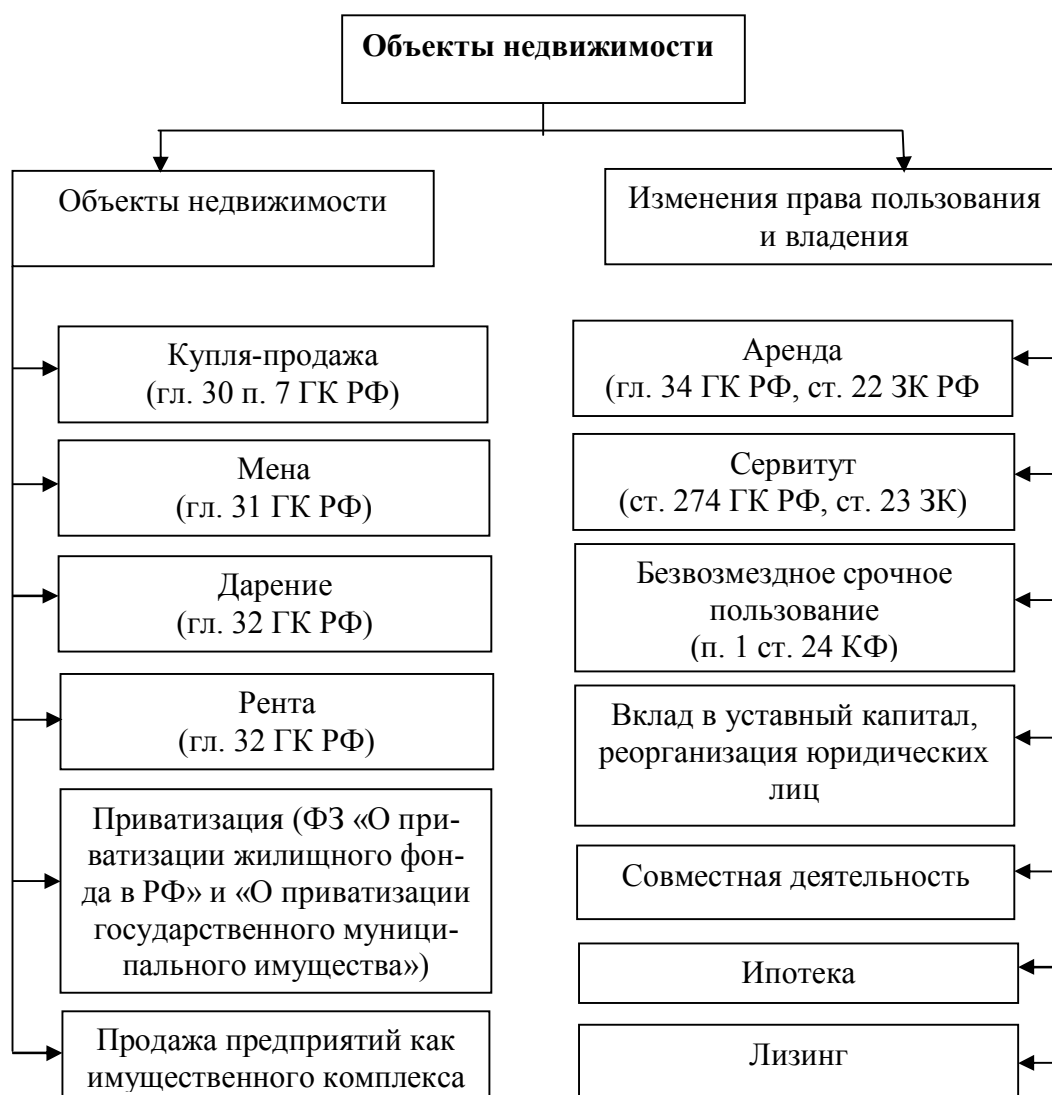 Объекты недвижимости
Объекты недвижимости
Купля-продажа
(гл. 30 п. 7 ГК РФ)
Мена
(гл. 31 ГК РФ)
Дарение
(гл. 32 ГК РФ)
Рента
(гл. 32 ГК РФ)
Приватизация (ФЗ «О при-
ватизации жилищного фон-
да в РФ» и «О приватизации
государственного муници-
пального имущества»)
Продажа предприятий как
имущественного комплекса
Изменения права пользования
и владения
Аренда
(гл. 34 ГК РФ, ст. 22 ЗК РФ
Сервитут
(ст. 274 ГК РФ, ст. 23 ЗК)
Безвозмездное срочное
пользование
(п. 1 ст. 24 КФ)
Вклад в уставный капитал,
реорганизация юридических
лиц
Совместная деятельность
Ипотека
Лизинг